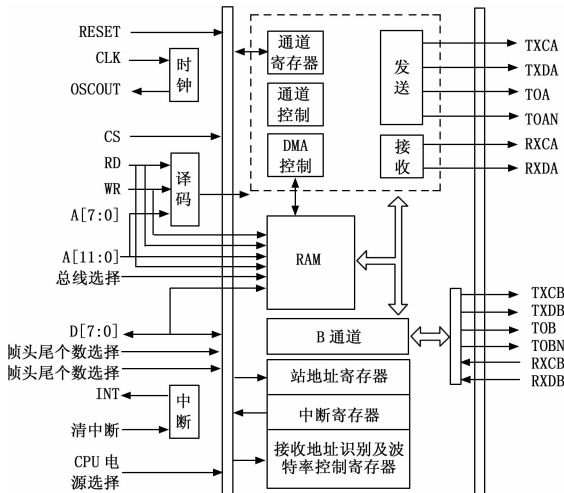 RESET
CLK
OSCOUT
时
钟
CS
RD
WR
A[7:0]
译
码
A[11:0]
总线选择
D[7:0]
帧头尾个数选择
帧头尾个数选择
INT
清中断
中
断
CPU 电
源选择
通道
寄存器
通道
控制
DMA
控制
发
送
接
收
RAM
B 通道
站地址寄存器
中断寄存器
接收地址识别及波
特率控制寄存器
TXCA
TXDA
TOA
TOAN
RXCA
RXDA
TXCB
TXDB
TOB
TOBN
RXCB
RXDB